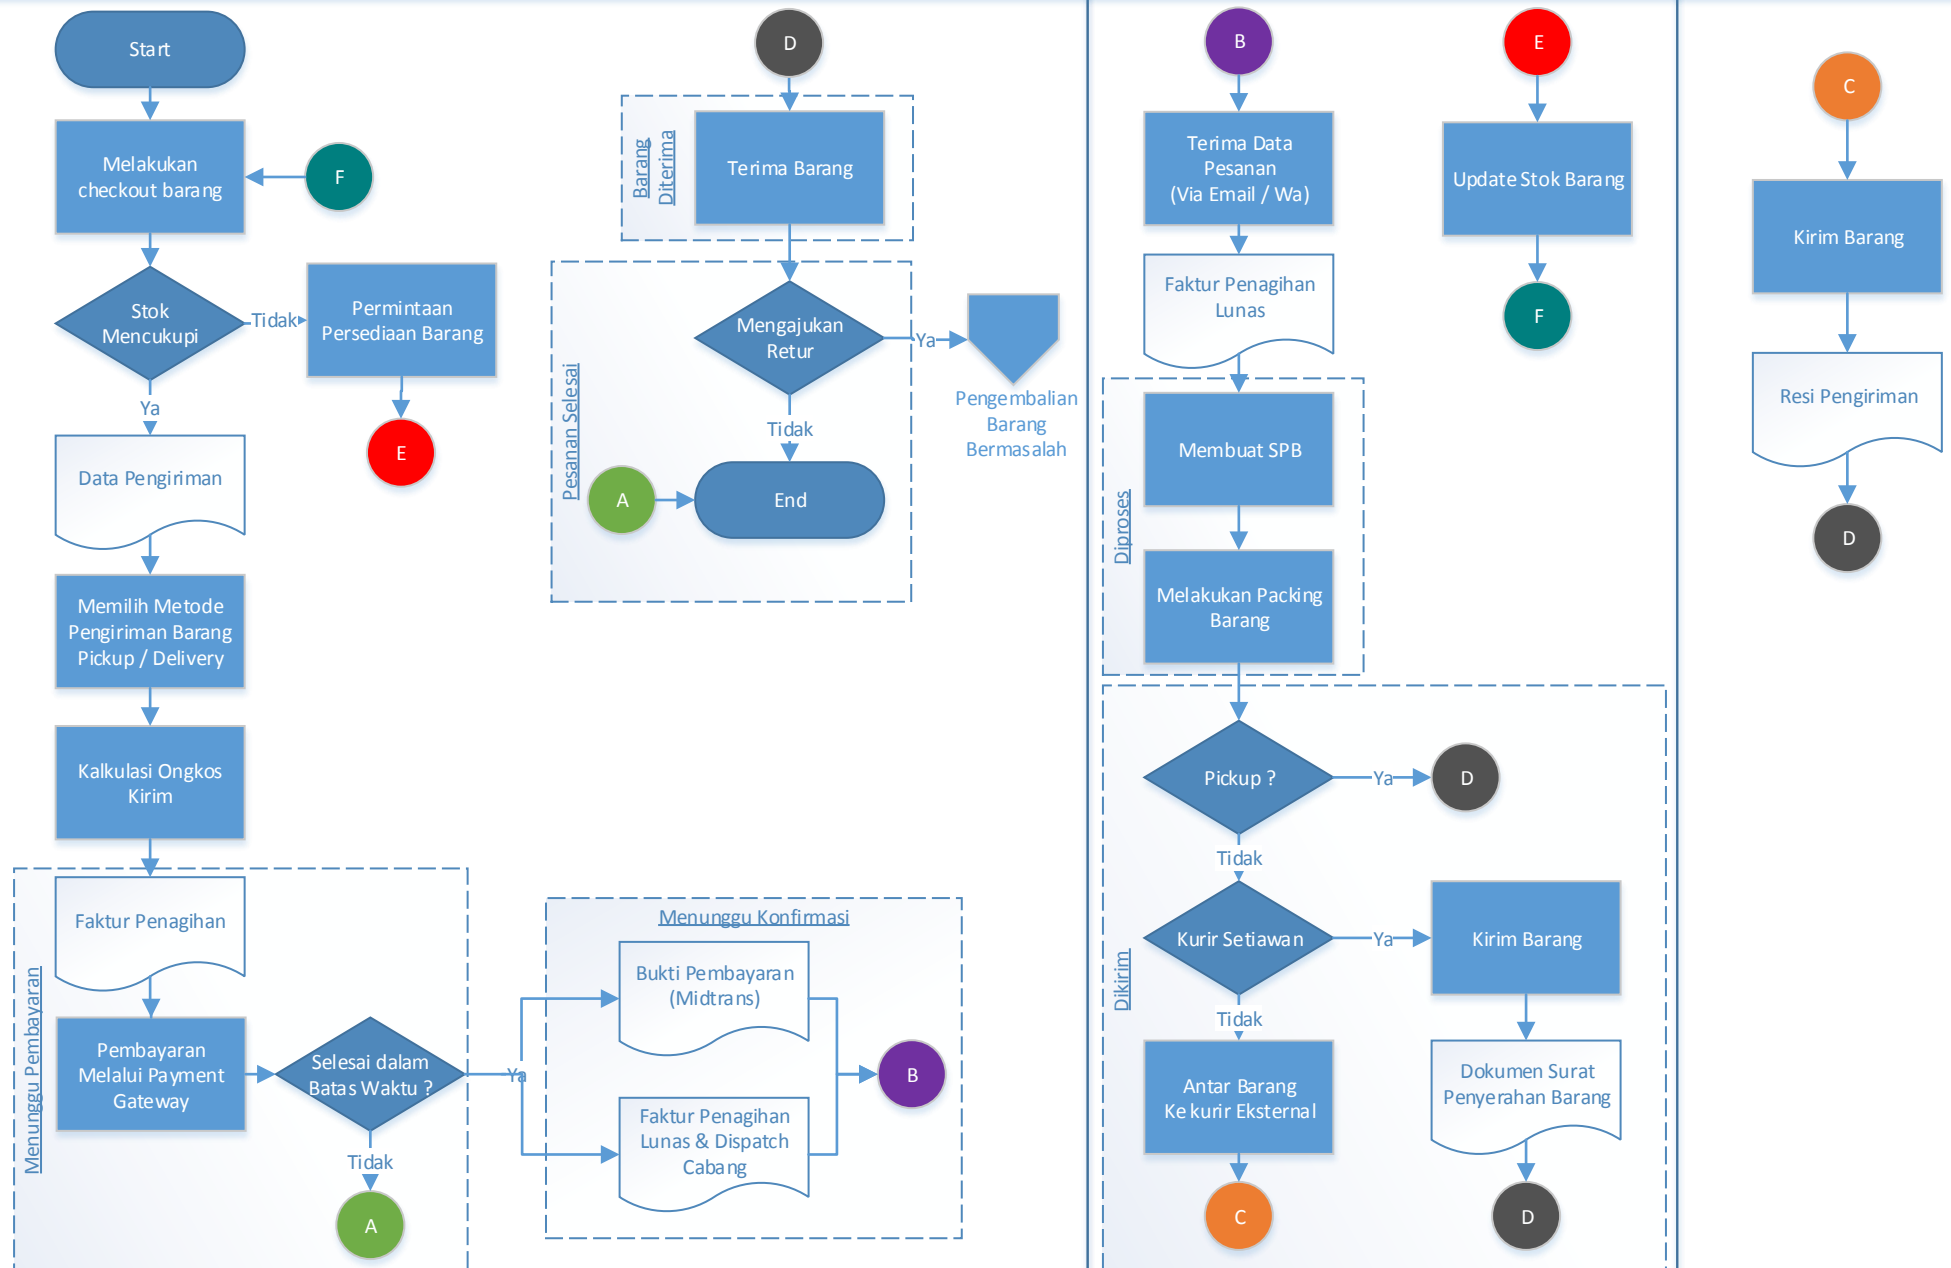 Start
Melakukan
checkout barang
F
Stok
Mencukupi
Tidak
Permintaan
Persediaan Barang
E
Ya
Data Pengiriman
Memilih Metode
Pengiriman Barang
Pickup / Delivery
Kalkulasi Ongkos
Kirim
Menunggu Pembayaran
Faktur Penagihan
Pembayaran
Melalui Payment
Gateway
Selesai dalam
Batas Waktu ?
Tidak
A
Ya
Menunggu Konfirmasi
Bukti Pembayaran
(Midtrans)
Faktur Penagihan
Lunas & Dispatch
Cabang
B
D
Barang
Diterima
Terima Barang
Pesanan Selesai
Mengajukan
Retur
Ya
Pengembalian
Barang
Bermasalah
Tidak
A
End
B
Terima Data
Pesanan
(Via Email / Wa)
Faktur Penagihan
Lunas
Diproses
Membuat SPB
Melakukan Packing
Barang
Dikirim
Pickup ?
Ya
D
Tidak
Kurir Setiawan
Ya
Kirim Barang
Dokumen Surat
Penyerahan Barang
D
Tidak
Antar Barang
Ke kurir Eksternal
C
E
Update Stok Barang
F
C
Kirim Barang
Resi Pengiriman
D